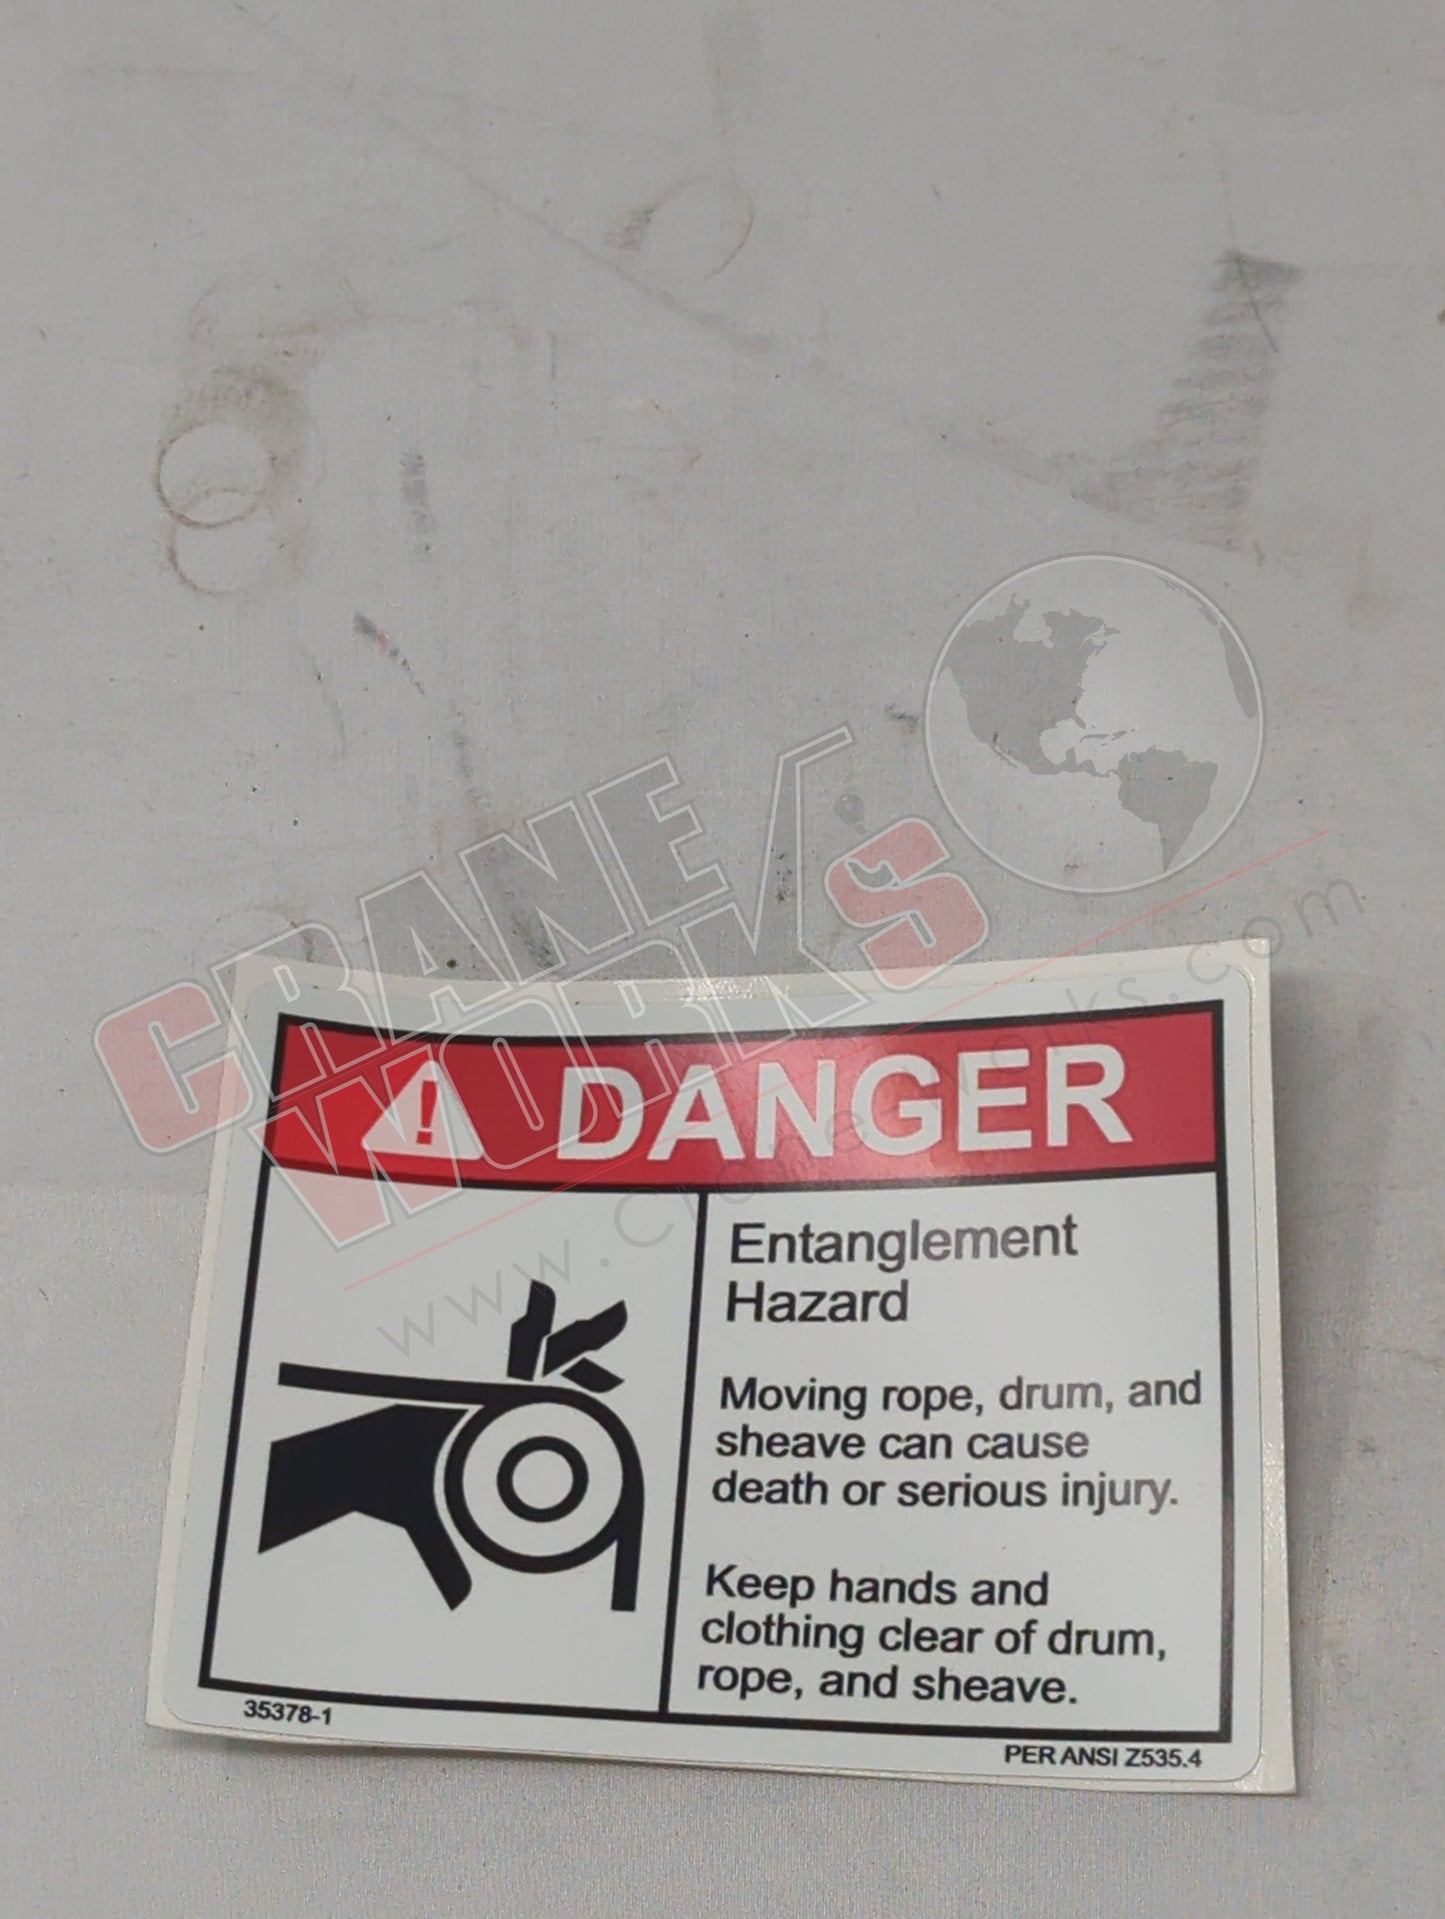 CRANE
WORKS
www.CraneWorks.com
! DANGER
Entanglement
Hazard
Moving rope, drum, and
sheave can cause
death or serious injury.
Keep hands and
clothing clear of drum,
rope, and sheave.
35378-1
PER ANSI Z535.4